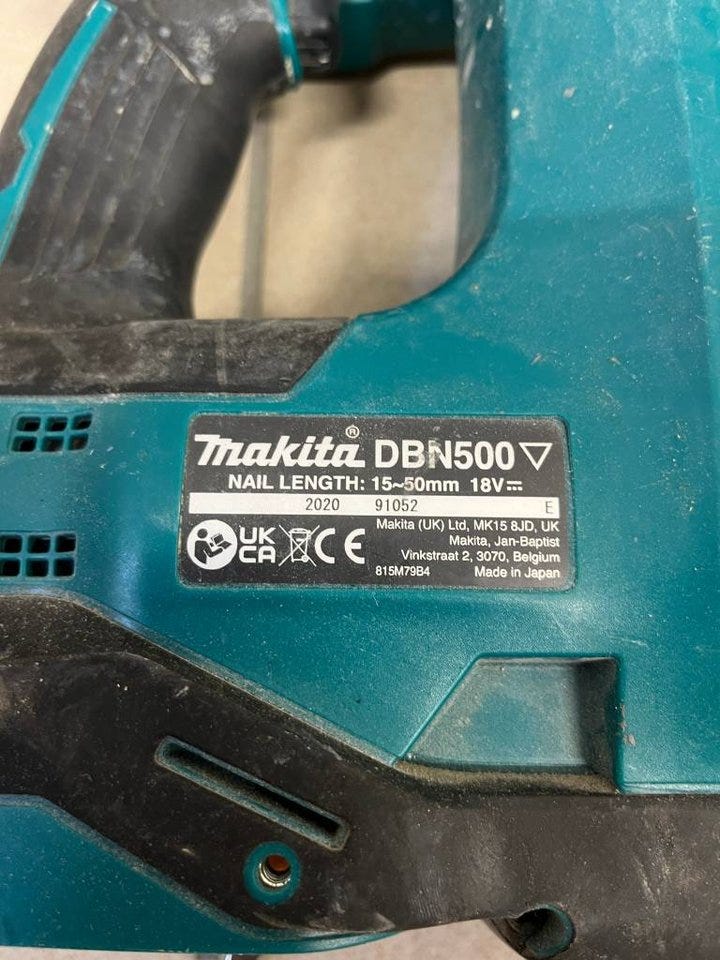 makita® DBN500
NAIL LENGTH: 15~50mm 18V
2020 91052 E
Makita (UK) Ltd, MK15 8JD, UK
Makita, Jan-Baptist
Vinkstraat 2, 3070, Belgium
815M79B4 Made in Japan
UK
CA
CE